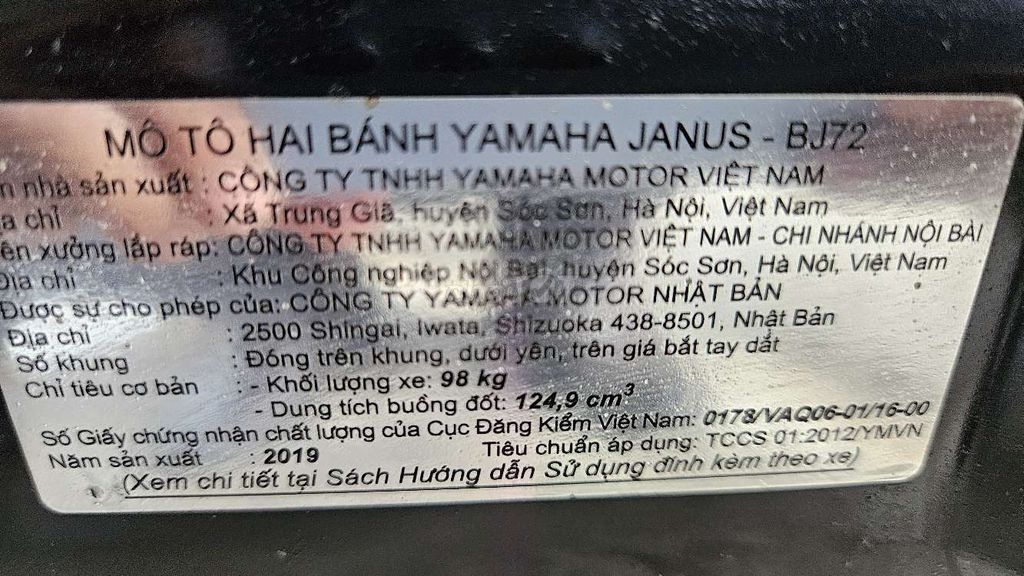 MÔ TÔ HAI BÁNH YAMAHA JANUS - BJ72
n nhà sản xuất : CÔNG TY TNHH YAMAHA MOTOR VIỆT NAM
a chỉ : Xã Trung Giã, huyện Sóc Sơn, Hà Nội, Việt Nam
ên xưởng lắp ráp: CÔNG TY TNHH YAMAHA MOTOR VIỆT NAM - CHI NHÁNH NỘI BÀI
Địa chỉ : Khu Công nghiệp Nội Bài, huyện Sóc Sơn, Hà Nội, Việt Nam
Được sự cho phép của: CÔNG TY YAMAHA MOTOR NHẬT BẢN
Địa chỉ : 2500 Shingai, Iwata, Shizuoka 438-8501, Nhật Bản
Số khung : Đóng trên khung, dưới yên, trên giá bắt tay dắt
Chỉ tiêu cơ bản : - Khối lượng xe: 98 kg
- Dung tích buồng đốt: 124,9 cm³
Số Giấy chứng nhận chất lượng của Cục Đăng Kiểm Việt Nam: 0178/VAQ06-01/16-00
Năm sản xuất : 2019 Tiêu chuẩn áp dụng: TCCS 01:2012/YMVN
(Xem chi tiết tại Sách Hướng dẫn Sử dụng đính kèm theo xe)